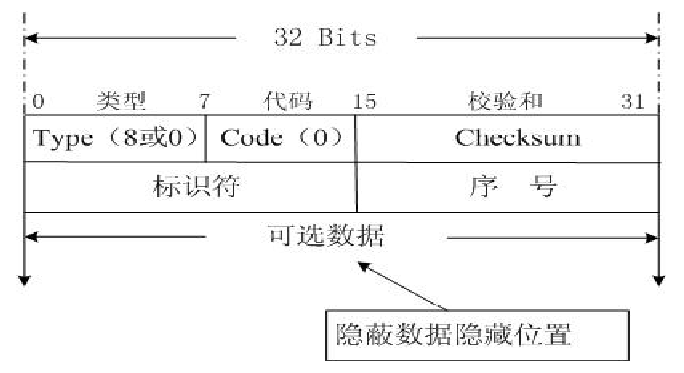 32 Bits
0 类型 7 代码 15 校验和 31
Type（8或0） Code（0） Checksum
标识符 序 号
可选数据
隐蔽数据隐藏位置